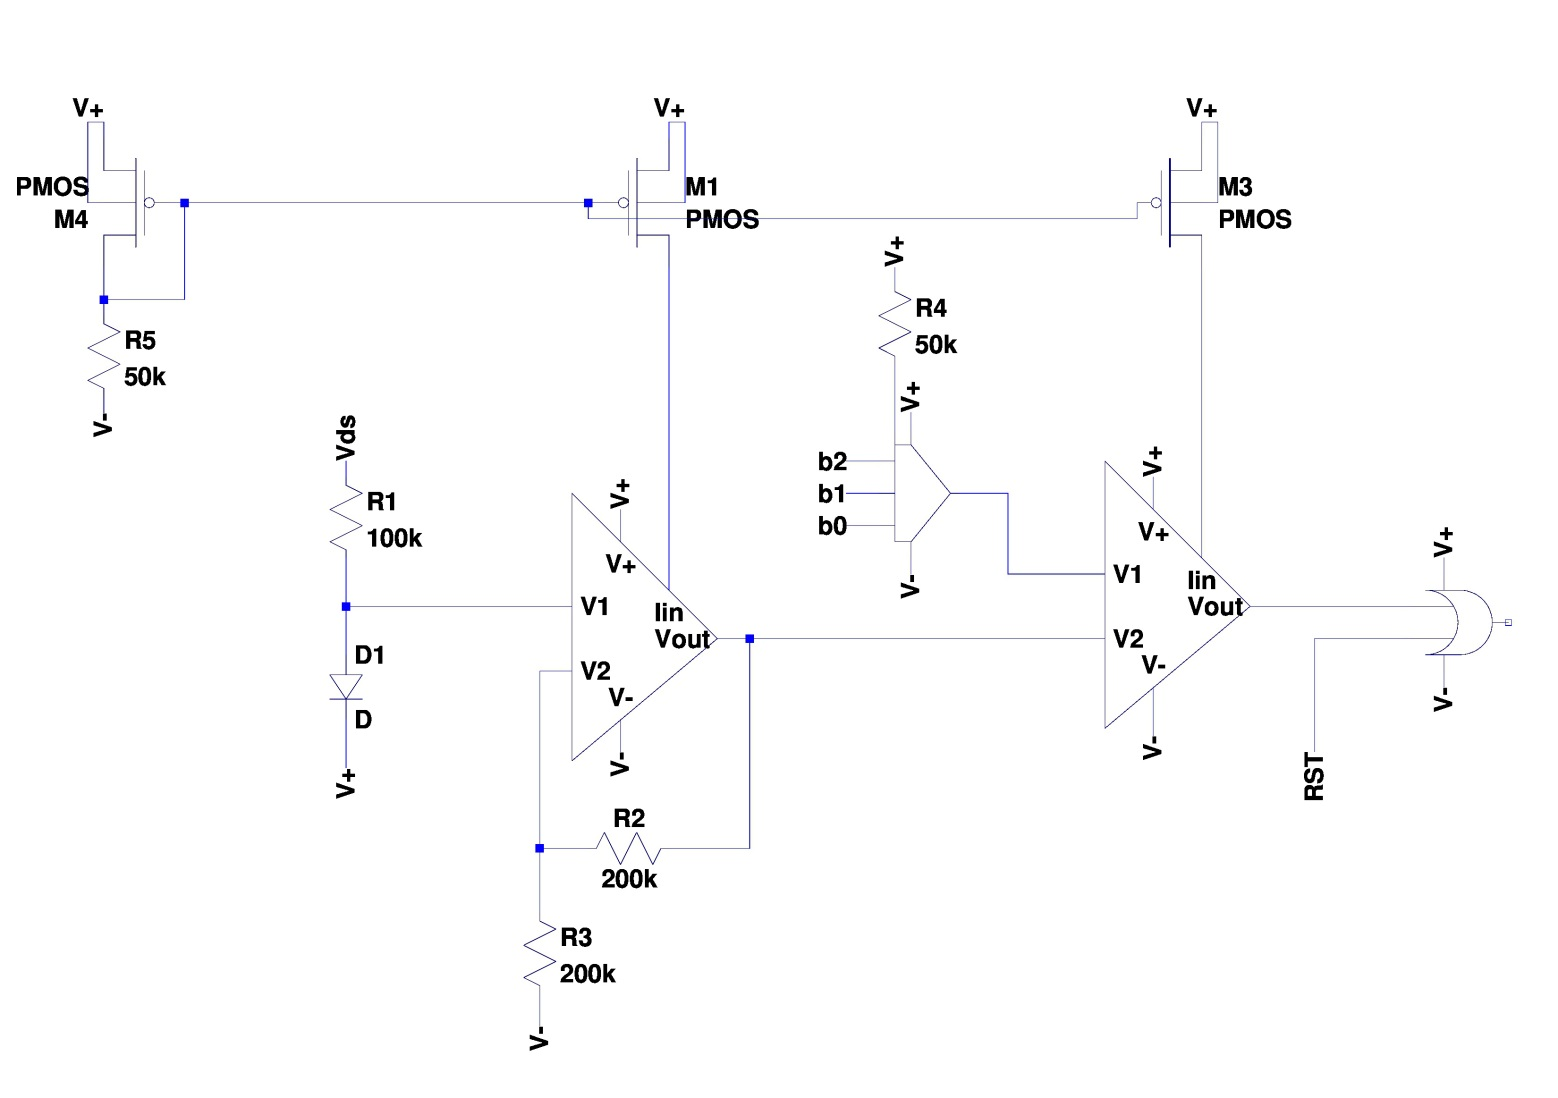 V+
V+
V+
PMOS
M4
M1
PMOS
M3
PMOS
V+
R4
50k
R5
50k
V-
V+
Vds
R1
100k
b2
b1
b0
V-
V+
V+
V1
Iin
Vout
V2
V-
V-
V+
V+
V1
Iin
Vout
V2
V-
V-
D1
D
V+
V+
V-
RST
R2
200k
R3
200k
V-